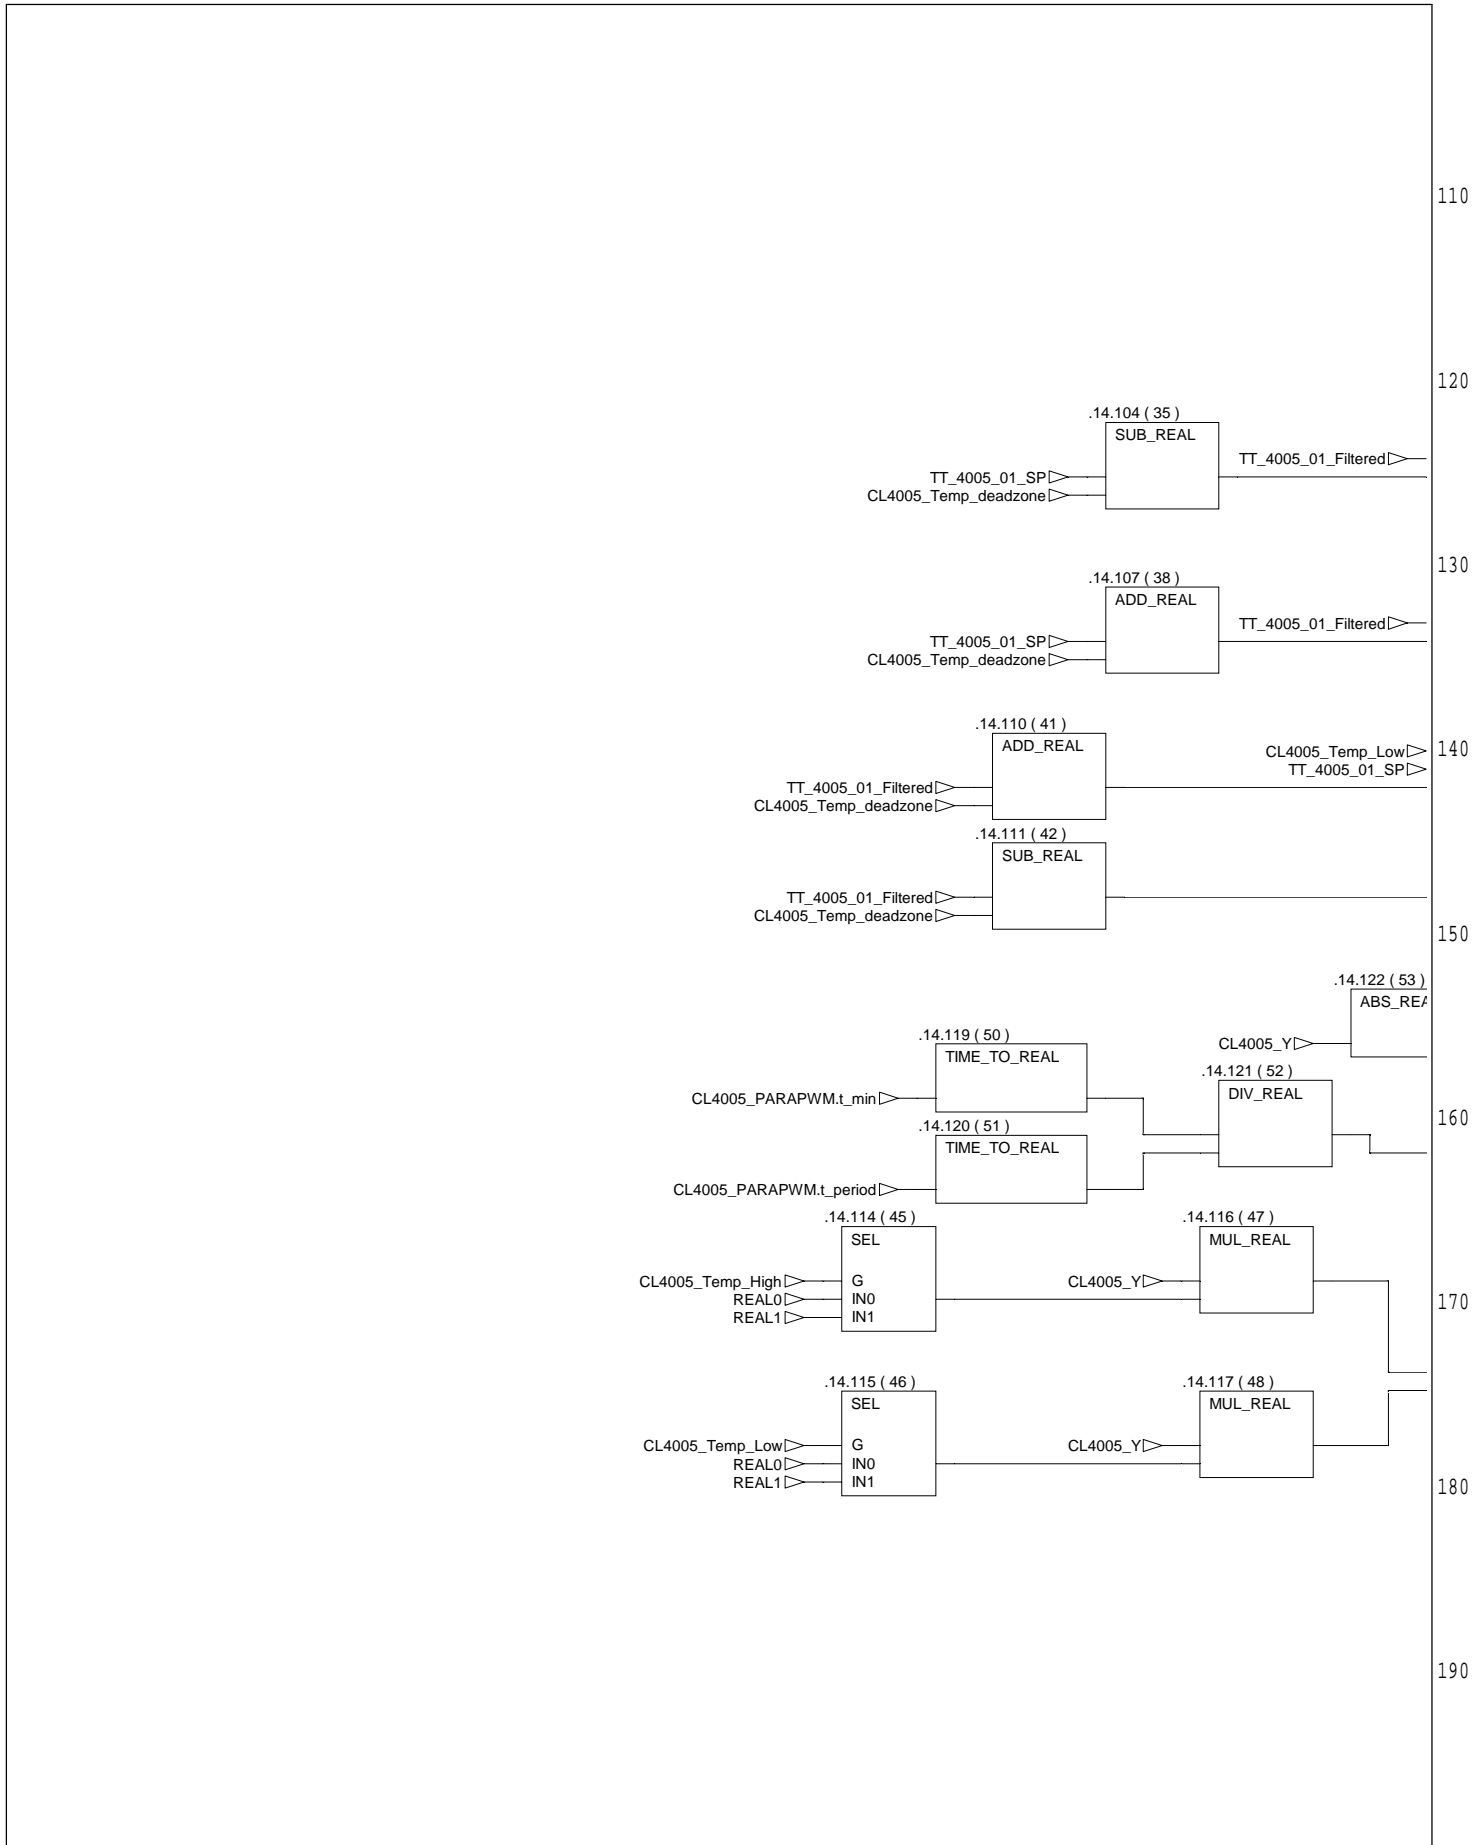 110
120
.14.104 ( 35 )
SUB_REAL
TT_4005_01_Filtered
TT_4005_01_SP
CL4005_Temp_deadzone
130
.14.107 ( 38 )
ADD_REAL
TT_4005_01_Filtered
TT_4005_01_SP
CL4005_Temp_deadzone
.14.110 ( 41 )
ADD_REAL
CL4005_Temp_Low
140
TT_4005_01_SP
TT_4005_01_Filtered
CL4005_Temp_deadzone
.14.111 ( 42 )
SUB_REAL
TT_4005_01_Filtered
CL4005_Temp_deadzone
150
.14.122 ( 53 )
ABS_REA
.14.119 ( 50 )
TIME_TO_REAL
CL4005_Y
.14.121 ( 52 )
DIV_REAL
CL4005_PARAPWM.t_min
160
.14.120 ( 51 )
TIME_TO_REAL
CL4005_PARAPWM.t_period
.14.114 ( 45 )
.14.116 ( 47 )
SEL
MUL_REAL
CL4005_Temp_High
G
CL4005_Y
REAL0
IN0
170
REAL1
IN1
.14.115 ( 46 )
.14.117 ( 48 )
SEL
MUL_REAL
CL4005_Temp_Low
G
CL4005_Y
REAL0
IN0
REAL1
IN1
180
190